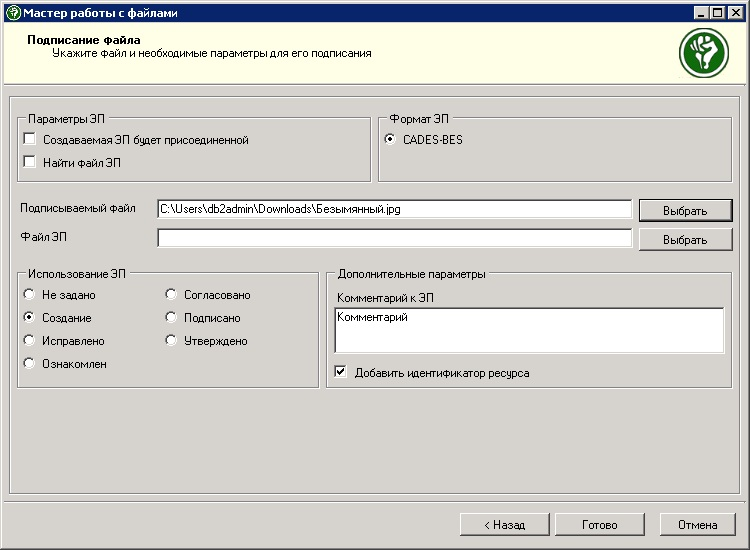 Мастер работы с файлами
Подписание файла
Укажите файл и необходимые параметры для его подписания
Параметры ЭП
Создаваемая ЭП будет присоединенной
Найти файл ЭП
Формат ЭП
CADES-BES
Подписываемый файл
C:\Users\db2admin\Downloads\Безымянный.jpg
Выбрать
Файл ЭП
Выбрать
Использование ЭП
Не задано
Согласовано
Создание
Подписано
Исправлено
Утверждено
Ознакомлен
Дополнительные параметры
Комментарий к ЭП
Комментарий
Добавить идентификатор ресурса
< Назад
Готово
Отмена